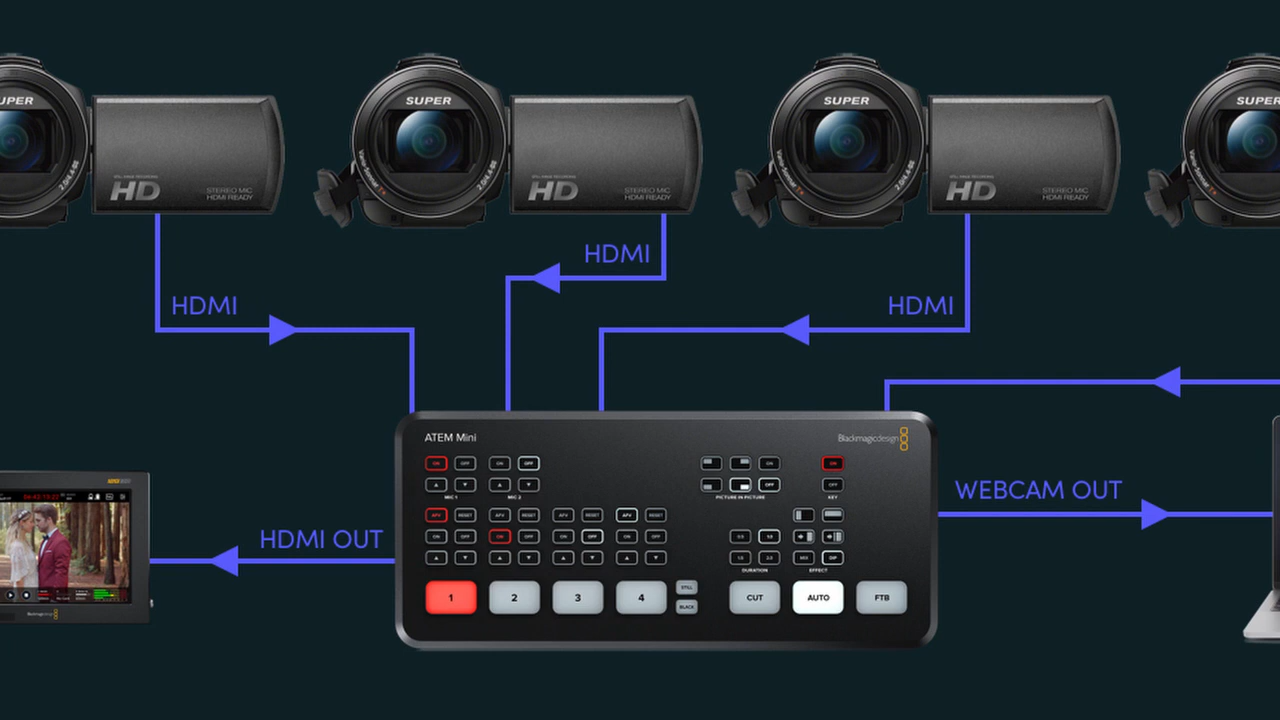 SUPER
SUPER
SUPER
HD
STEREO MIC
HDMI READY
HD
STEREO MIC
HDMI READY
HD
STEREO MIC
HDMI READY
HDMI
HDMI
HDMI
ATEM Mini
Blackmagicdesign
ON OFF ON OFF ON ON
MIC 1 MIC 2 OFF PICTURE IN PICTURE OFF KEY
WEBCAM OUT
AFV RESET AFV RESET AFV RESET AFV RESET
HDMI OUT
ON OFF ON OFF ON OFF ON OFF
DURATION MIX DIP EFFECT
1 2 3 4 STILL BLACK CUT AUTO FTB